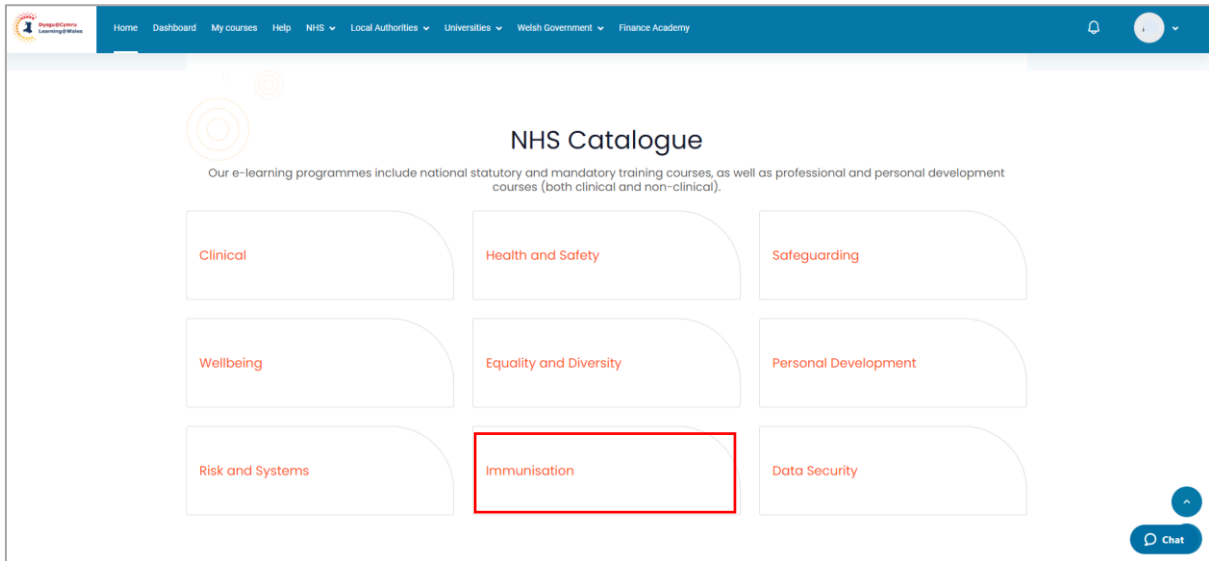 Dysgu@Cymru
Learning@Wales
Home Dashboard My courses Help NHS Local Authorities Universities Welsh Government Finance Academy
NHS Catalogue
Our e-learning programmes include national statutory and mandatory training courses, as well as professional and personal development
courses (both clinical and non-clinical).
Clinical
Health and Safety
Safeguarding
Wellbeing
Equality and Diversity
Personal Development
Risk and Systems
Immunisation
Data Security
Chat